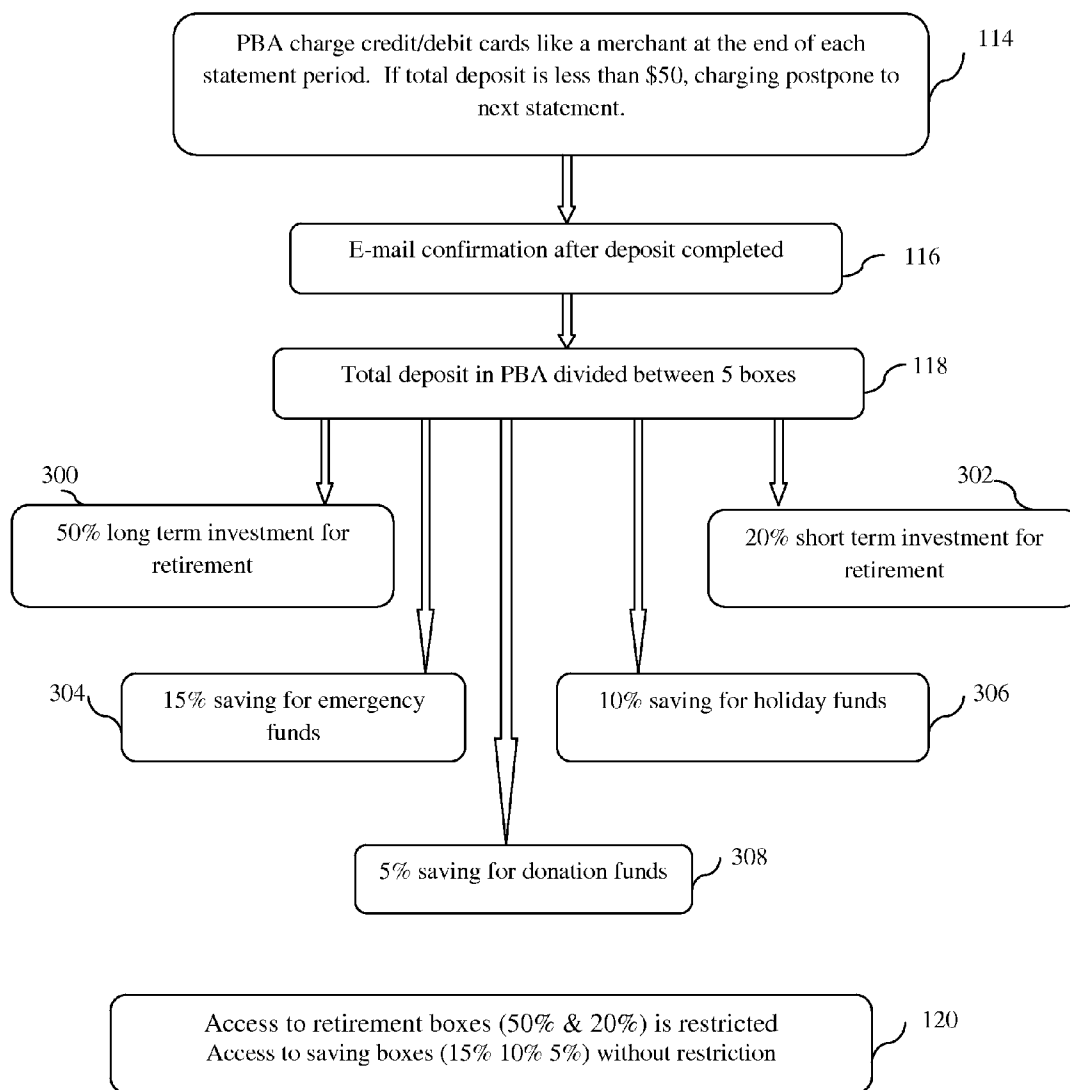 PBA charge credit/debit cards like a merchant at the end of each
statement period. If total deposit is less than $50, charging postpone to
next statement.
114
E-mail confirmation after deposit completed
116
Total deposit in PBA divided between 5 boxes
118
300
50% long term investment for
retirement
302
20% short term investment for
retirement
304
15% saving for emergency
funds
10% saving for holiday funds
306
5% saving for donation funds
308
Access to retirement boxes (50% & 20%) is restricted
Access to saving boxes (15% 10% 5%) without restriction
120